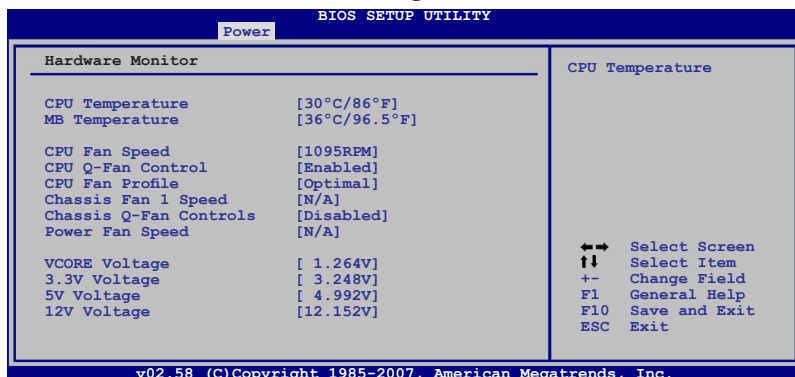 BIOS SETUP UTILITY
Power
Hardware Monitor
CPU Temperature [30°C/86°F]
MB Temperature [36°C/96.5°F]
CPU Fan Speed [1095RPM]
CPU Q-Fan Control [Enabled]
CPU Fan Profile [Optimal]
Chassis Fan 1 Speed [N/A]
Chassis Q-Fan Controls [Disabled]
Power Fan Speed [N/A]
VCORE Voltage [ 1.264V]
3.3V Voltage [ 3.248V]
5V Voltage [ 4.992V]
12V Voltage [12.152V]
CPU Temperature
←→ Select Screen
↑↓ Select Item
+- Change Field
F1 General Help
F10 Save and Exit
ESC Exit
v02.58 (C)Copyright 1985-2007, American Megatrends, Inc.